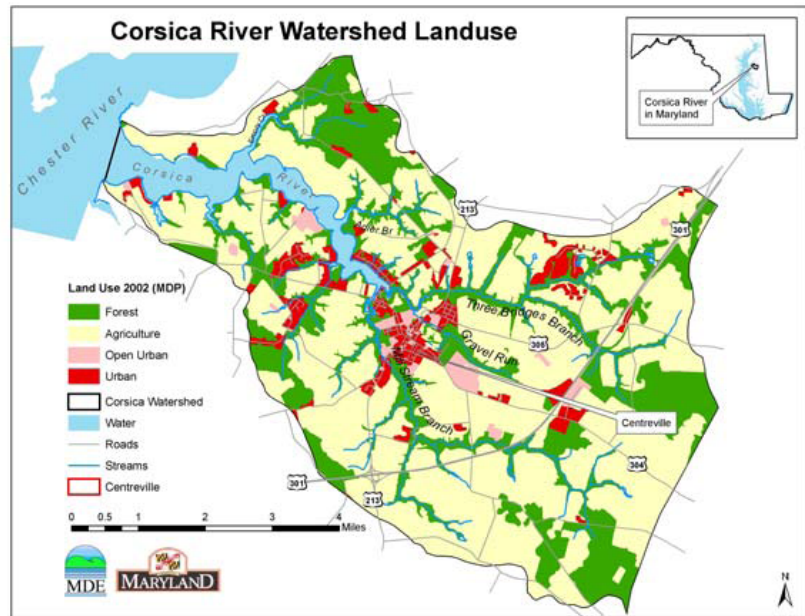 Corsica River Watershed Landuse
Corsica River
in Maryland
Chester River
Corsica
River
213
301
Three Bridges Branch
305
Gravel Run
Mill Stream Branch
Centreville
304
301
213
Land Use 2002 (MDP)
Forest
Agriculture
Open Urban
Urban
Corsica Watershed
Water
Roads
Streams
Centreville
0 0.5 1 2 3 4
Miles
MDE
MARYLAND
N